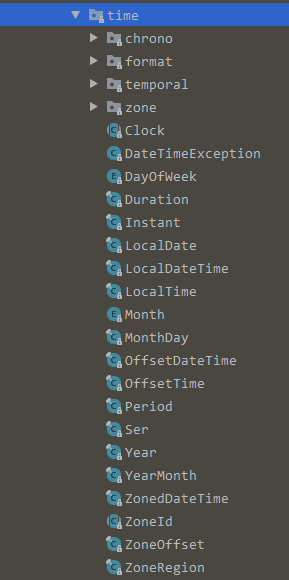 time
chrono
format
temporal
zone
Clock
DateTimeException
DayOfWeek
Duration
Instant
LocalDate
LocalDateTime
LocalTime
Month
MonthDay
OffsetDateTime
OffsetTime
Period
Ser
Year
YearMonth
ZonedDateTime
ZoneId
ZoneOffset
ZoneRegion